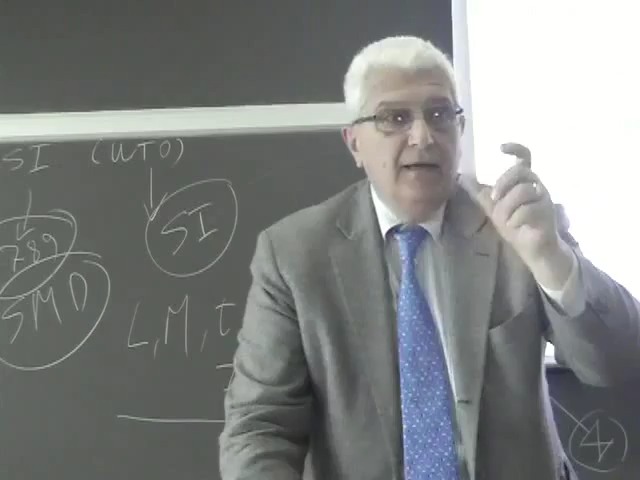 SI (WTO)
SI
789
SMD
L, M, t
4